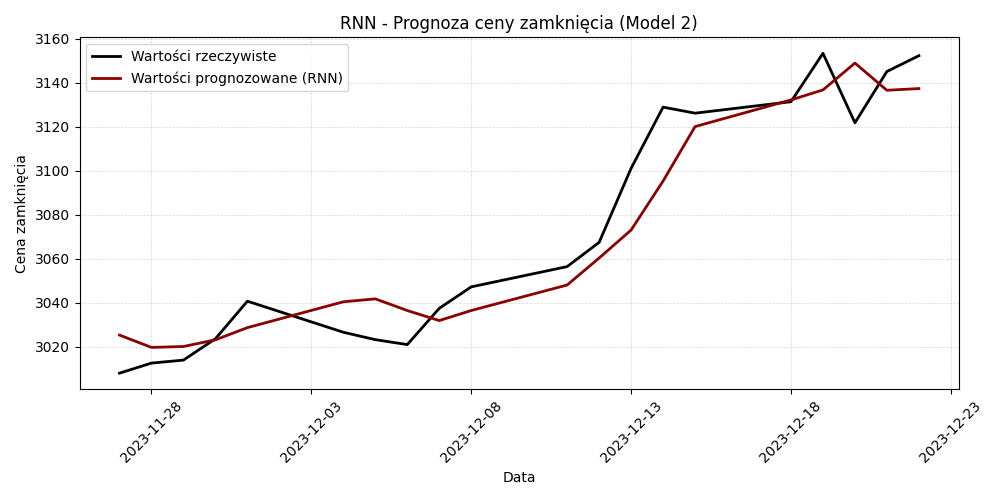 RNN - Prognoza ceny zamknięcia (Model 2)
Wartości rzeczywiste
Wartości prognozowane (RNN)
Cena zamknięcia
3160
3140
3120
3100
3080
3060
3040
3020
2023-11-28
2023-12-03
2023-12-08
2023-12-13
2023-12-18
2023-12-23
Data